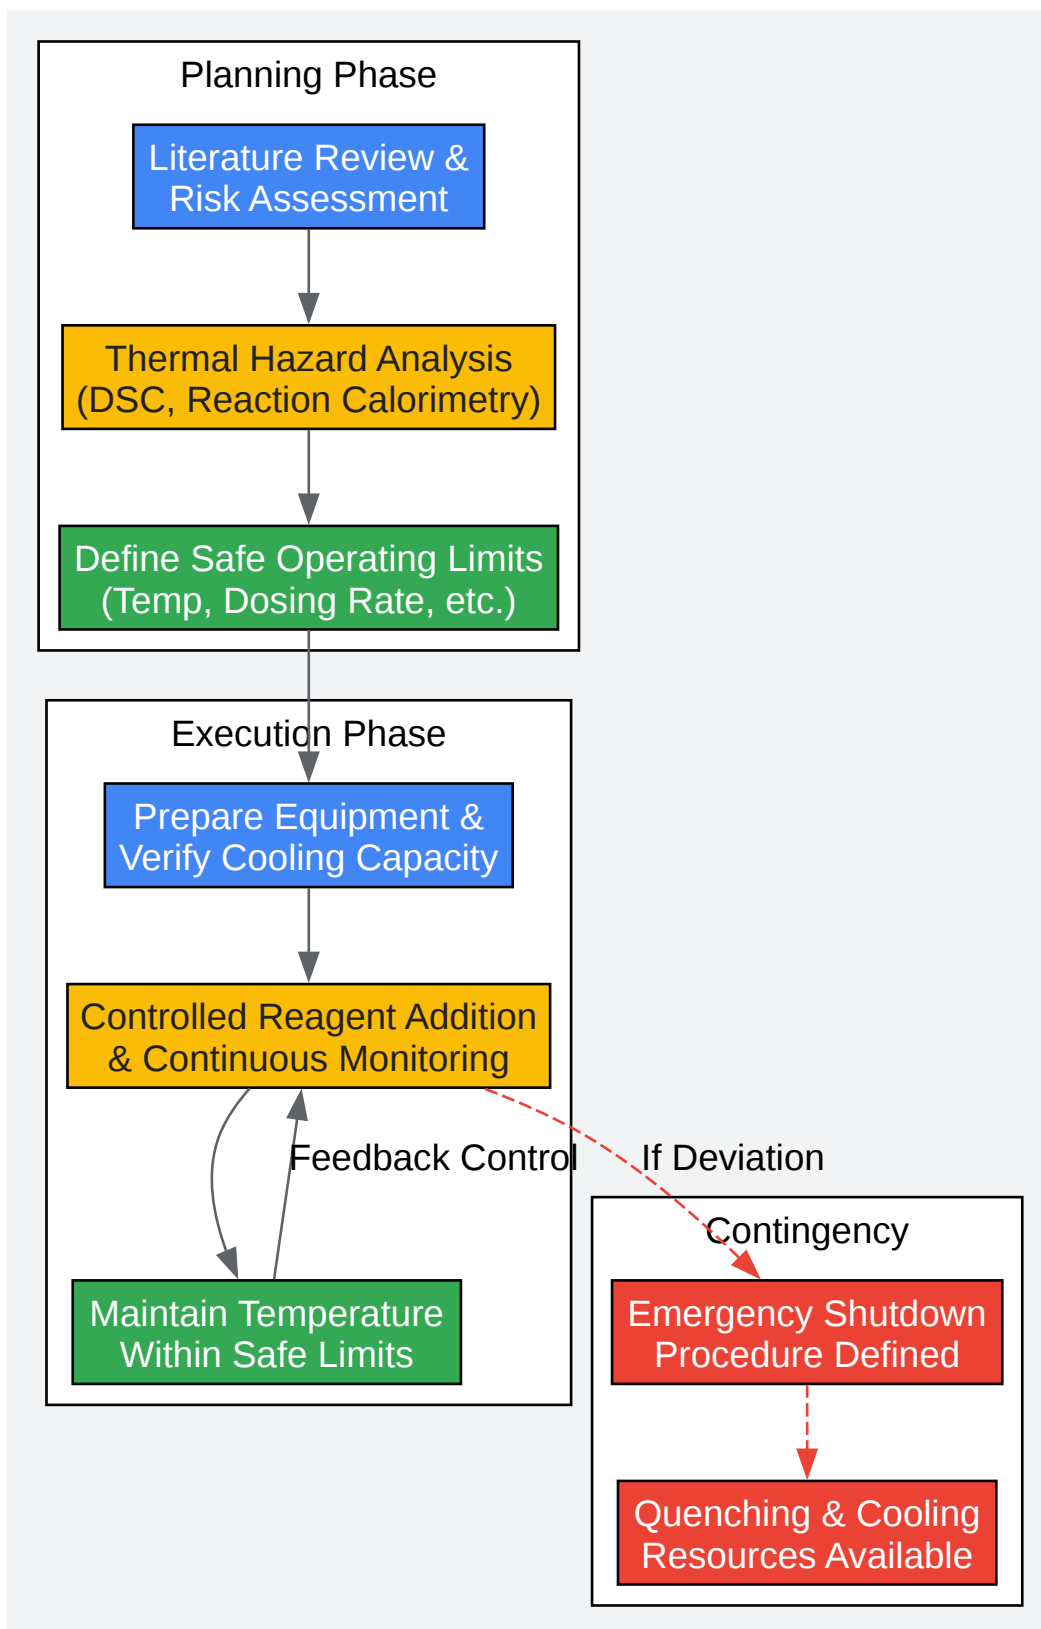 Planning Phase
Literature Review &
Risk Assessment
Thermal Hazard Analysis
(DSC, Reaction Calorimetry)
Define Safe Operating Limits
(Temp, Dosing Rate, etc.)
Execution Phase
Prepare Equipment &
Verify Cooling Capacity
Controlled Reagent Addition
& Continuous Monitoring
Feedback Control
If Deviation
Maintain Temperature
Within Safe Limits
Contingency
Emergency Shutdown
Procedure Defined
Quenching & Cooling
Resources Available